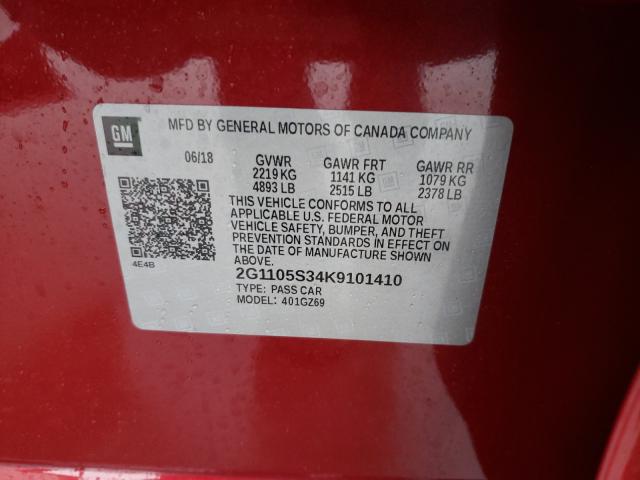 GM
MFD BY GENERAL MOTORS OF CANADA COMPANY
06/18 GVWR GAWR FRT GAWR RR
2219 KG 1141 KG 1079 KG
4893 LB 2515 LB 2378 LB
THIS VEHICLE CONFORMS TO ALL
APPLICABLE U.S. FEDERAL MOTOR
VEHICLE SAFETY, BUMPER, AND THEFT
PREVENTION STANDARDS IN EFFECT ON
THE DATE OF MANUFACTURE SHOWN
ABOVE.
4E4B
2G1105S34K9101410
TYPE: PASS CAR
MODEL: 401GZ69